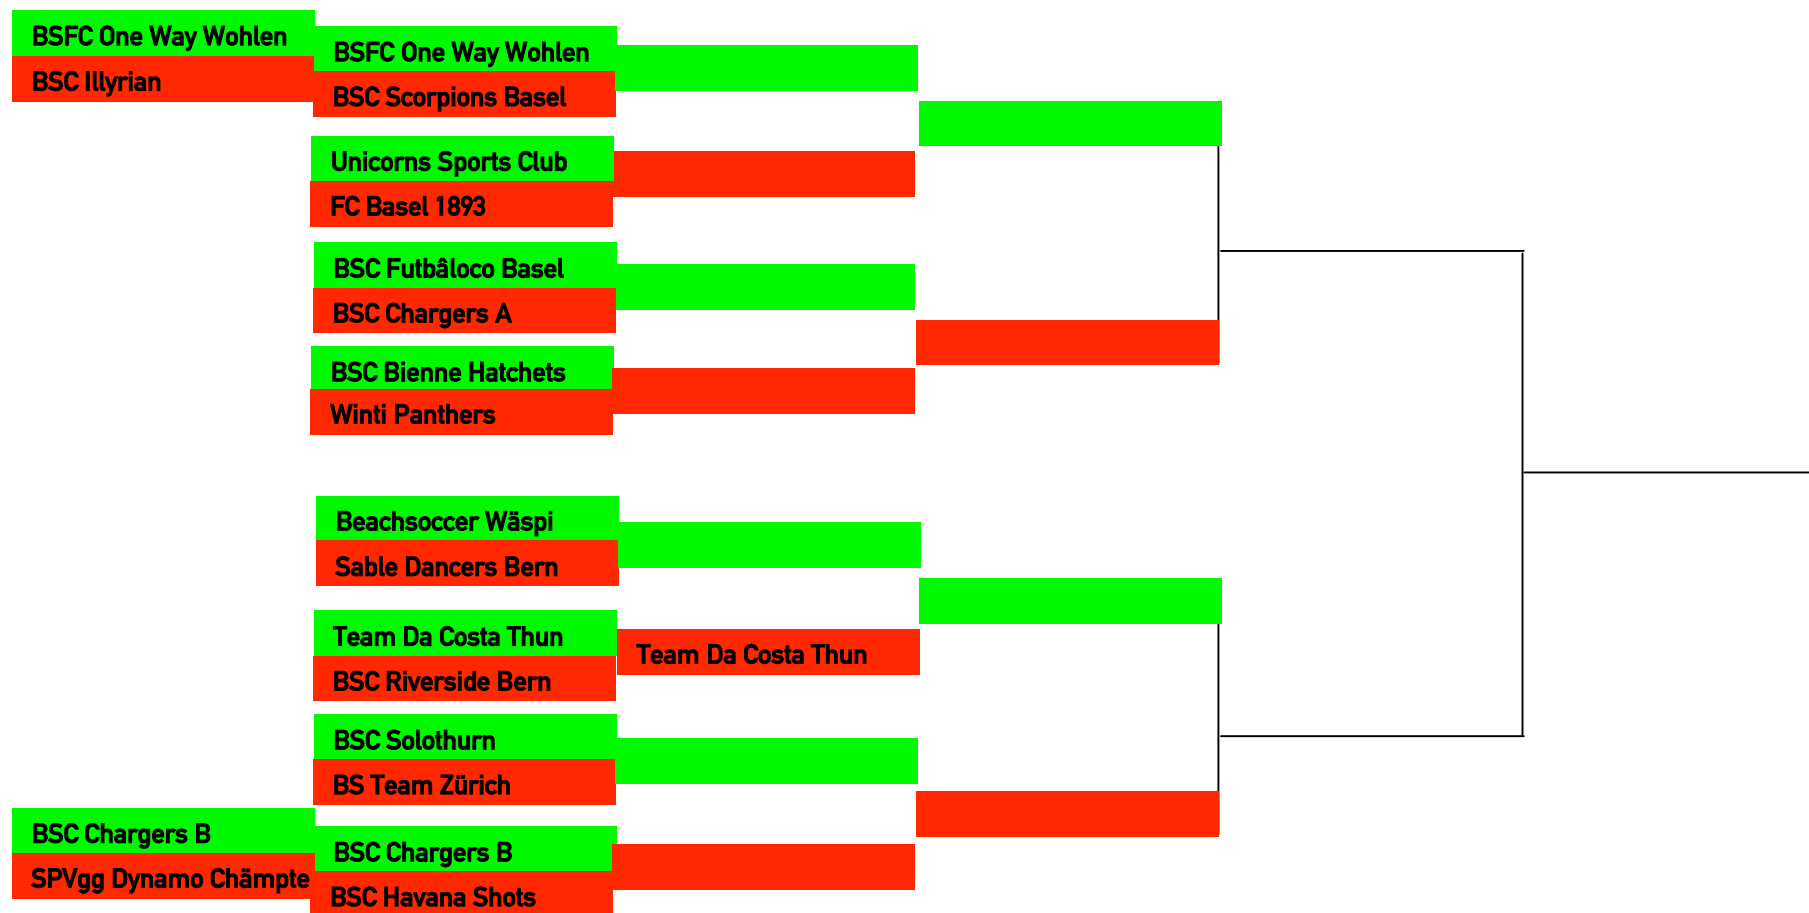 BSFC One Way Wohlen
BSC Illyrian
BSFC One Way Wohlen
BSC Scorpions Basel
Unicorns Sports Club
FC Basel 1893
BSC Futbâloco Basel
BSC Chargers A
BSC Bienne Hatchets
Winti Panthers
Beachsoccer Wäspi
Sable Dancers Bern
Team Da Costa Thun
BSC Riverside Bern
Team Da Costa Thun
BSC Solothurn
BS Team Zürich
BSC Chargers B
SPVgg Dynamo Chämpte
BSC Chargers B
BSC Havana Shots